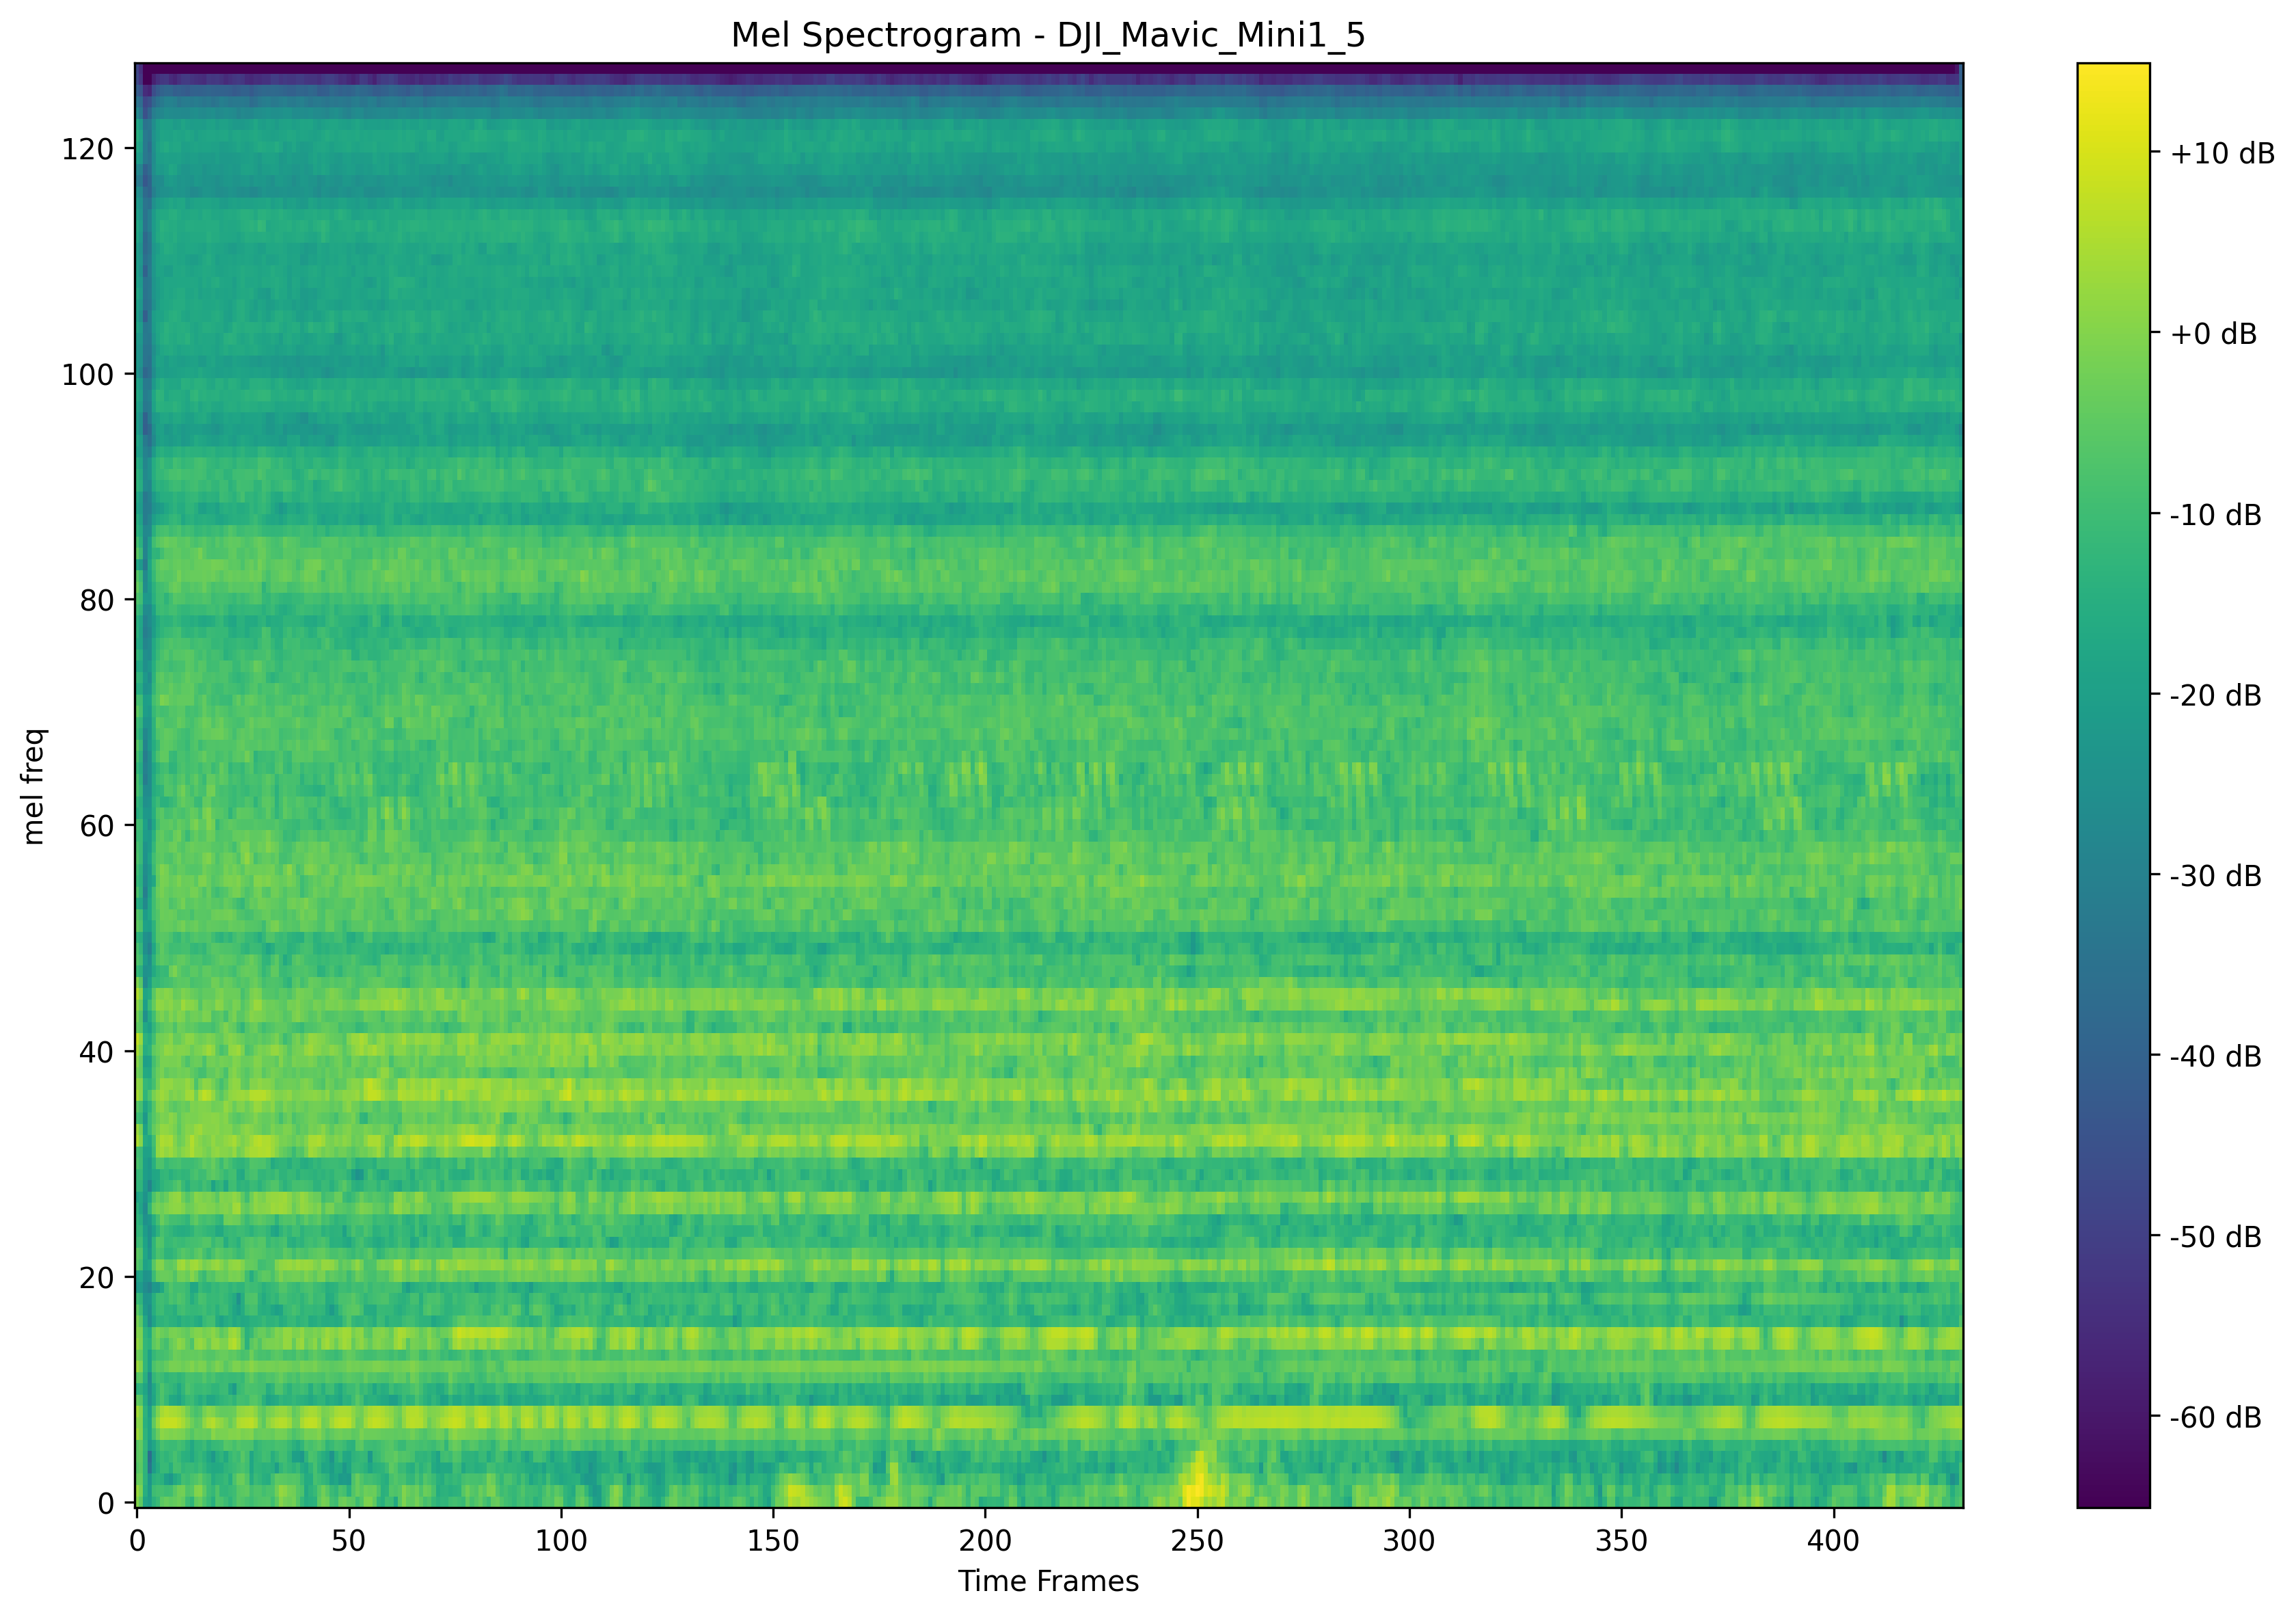 Mel Spectrogram - DJI_Mavic_Mini1_5
mel freq
120
100
80
60
40
20
0
0 50 100 150 200 250 300 350 400
Time Frames
+10 dB
+0 dB
-10 dB
-20 dB
-30 dB
-40 dB
-50 dB
-60 dB